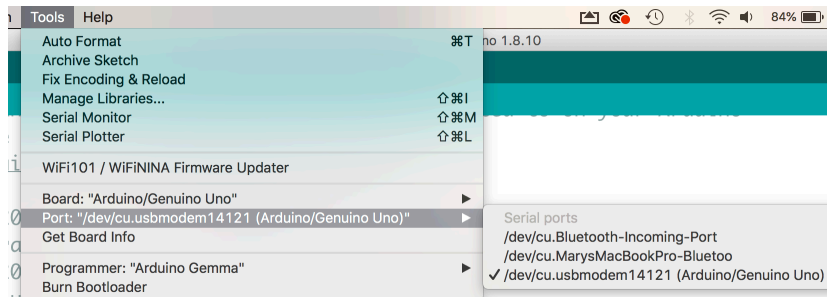 Tools Help 84%
no 1.8.10
Auto Format ⌘T
Archive Sketch
Fix Encoding & Reload
Manage Libraries... ⇧⌘I
Serial Monitor ⇧⌘M
Serial Plotter ⇧⌘L
WiFi101 / WiFiNINA Firmware Updater
Board: "Arduino/Genuino Uno"
Port: "/dev/cu.usbmodem14121 (Arduino/Genuino Uno)"
Get Board Info
Programmer: "Arduino Gemma"
Burn Bootloader
Serial ports
/dev/cu.Bluetooth-Incoming-Port
/dev/cu.MarysMacBookPro-Bluetoo
✓ /dev/cu.usbmodem14121 (Arduino/Genuino Uno)